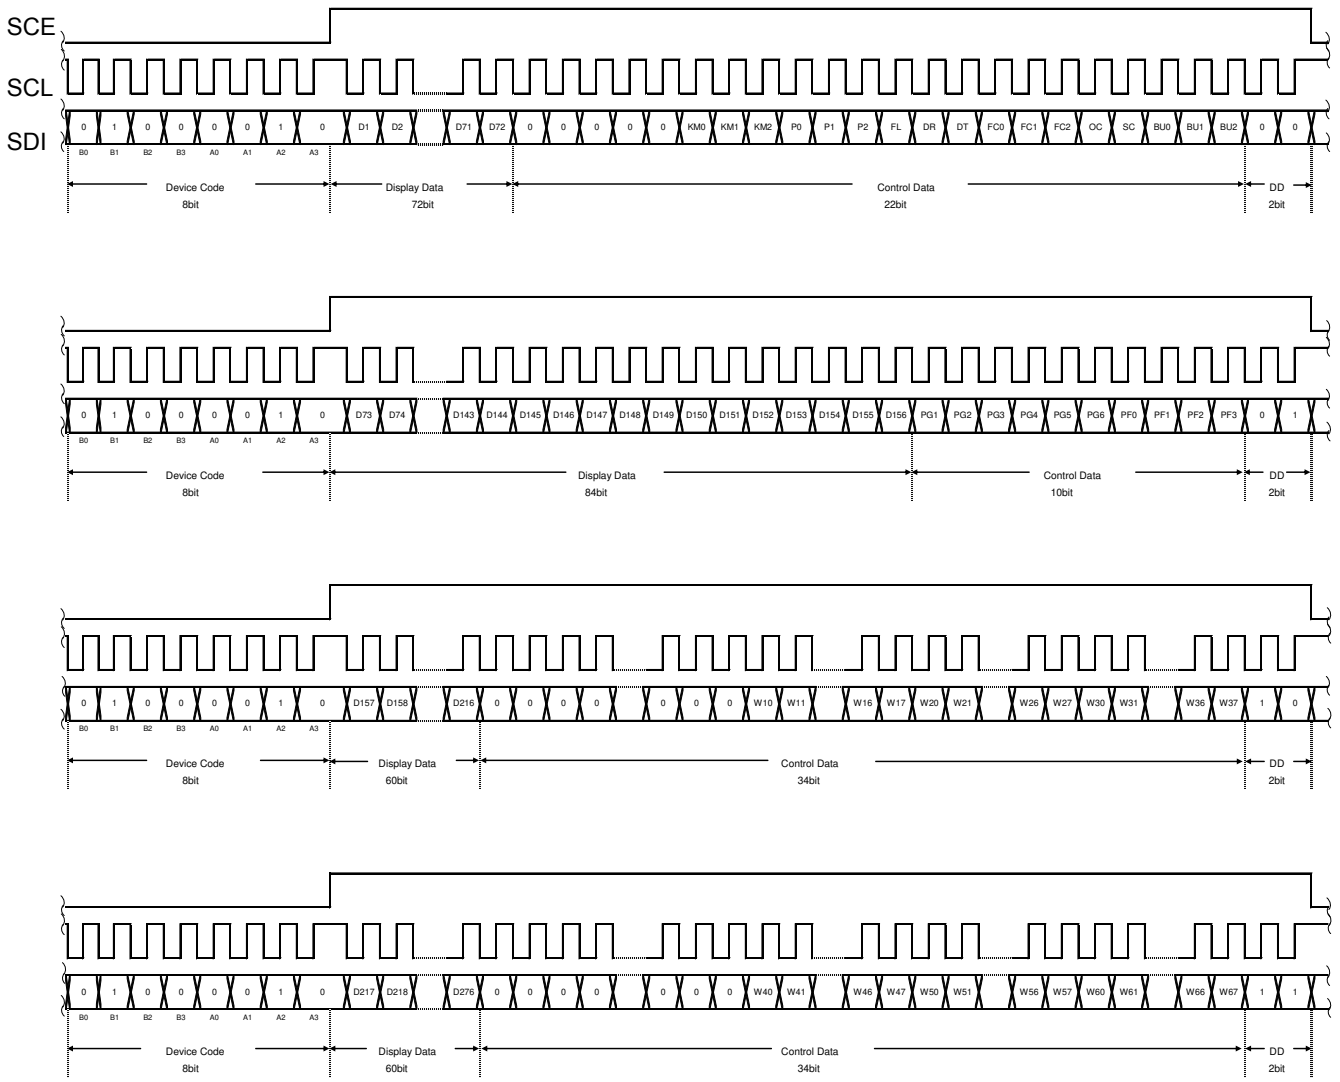 SCE
SCL
SDI
0 1 0 0 0 0 1 0 D1 D2 D71 D72 0 0 0 0 0 KM0 KM1 KM2 P0 P1 P2 FL DR DT FC0 FC1 FC2 OC SC BU0 BU1 BU2 0 0
B0 B1 B2 B3 A0 A1 A2 A3
Device Code Display Data Control Data DD
8bit 72bit 22bit 2bit
0 1 0 0 0 0 1 0 D73 D74 D143 D144 D145 D146 D147 D148 D149 D150 D151 D152 D153 D154 D155 D156 PG1 PG2 PG3 PG4 PG5 PG6 PF0 PF1 PF2 PF3 0 1
B0 B1 B2 B3 A0 A1 A2 A3
Device Code Display Data Control Data DD
8bit 84bit 10bit 2bit
0 1 0 0 0 0 1 0 D157 D158 D216 0 0 0 0 0 0 0 W10 W11 W16 W17 W20 W21 W26 W27 W30 W31 W36 W37 1 0
B0 B1 B2 B3 A0 A1 A2 A3
Device Code Display Data Control Data DD
8bit 60bit 34bit 2bit
0 1 0 0 0 0 1 0 D217 D218 D276 0 0 0 0 0 0 0 W40 W41 W46 W47 W50 W51 W56 W57 W60 W61 W66 W67 1 1
B0 B1 B2 B3 A0 A1 A2 A3
Device Code Display Data Control Data DD
8bit 60bit 34bit 2bit